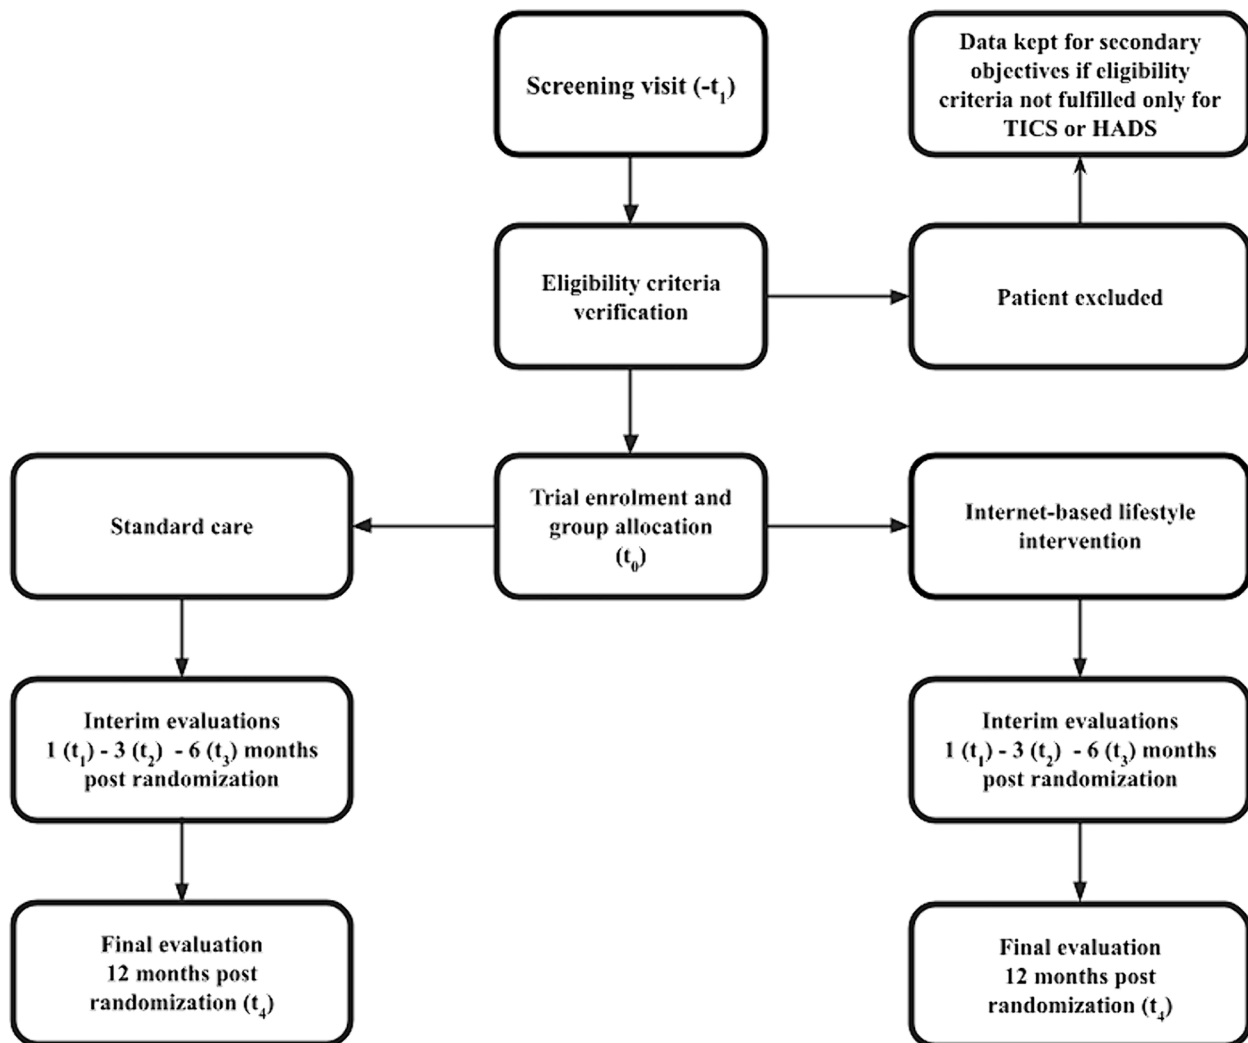 Screening visit (-t₁)
Data kept for secondary
objectives if eligibility
criteria not fulfilled only for
TICS or HADS
Eligibility criteria
verification
Patient excluded
Standard care
Trial enrolment and
group allocation
(t₀)
Internet-based lifestyle
intervention
Interim evaluations
1 (t₁) - 3 (t₂) - 6 (t₃) months
post randomization
Interim evaluations
1 (t₁) - 3 (t₂) - 6 (t₃) months
post randomization
Final evaluation
12 months post
randomization (t₄)
Final evaluation
12 months post
randomization (t₄)